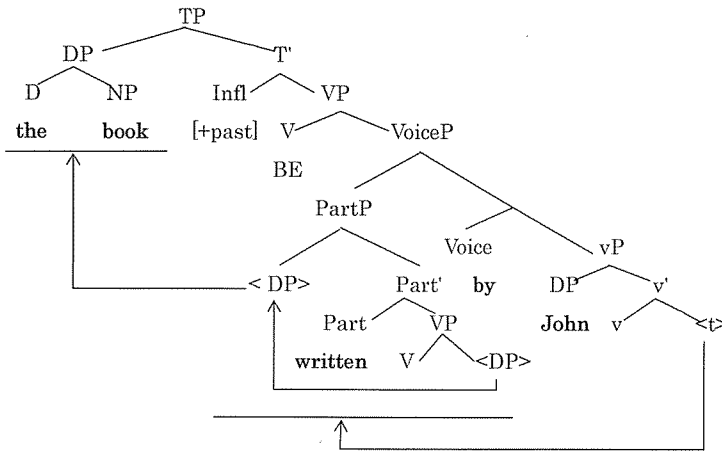 TP
DP T'
D NP Infl VP
the book [+past] V VoiceP
BE
PartP
Voice vP
< DP> Part' by DP v'
Part VP John v <t>
written V <DP>